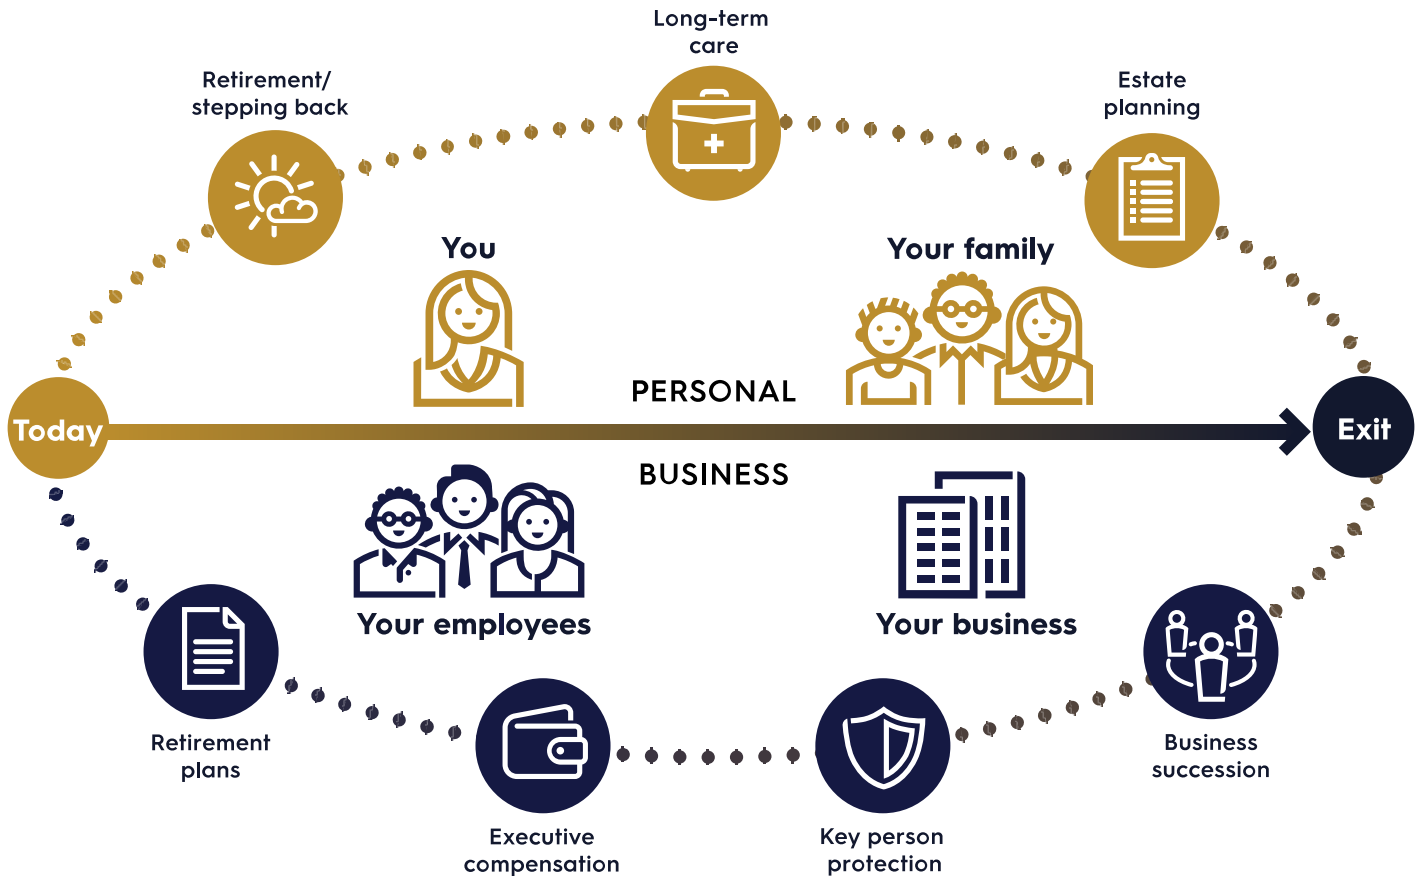 Long-term
care
Retirement/
stepping back
Estate
planning
You
Your family
PERSONAL
Today
Exit
BUSINESS
Your employees
Your business
Retirement
plans
Business
succession
Executive
compensation
Key person
protection